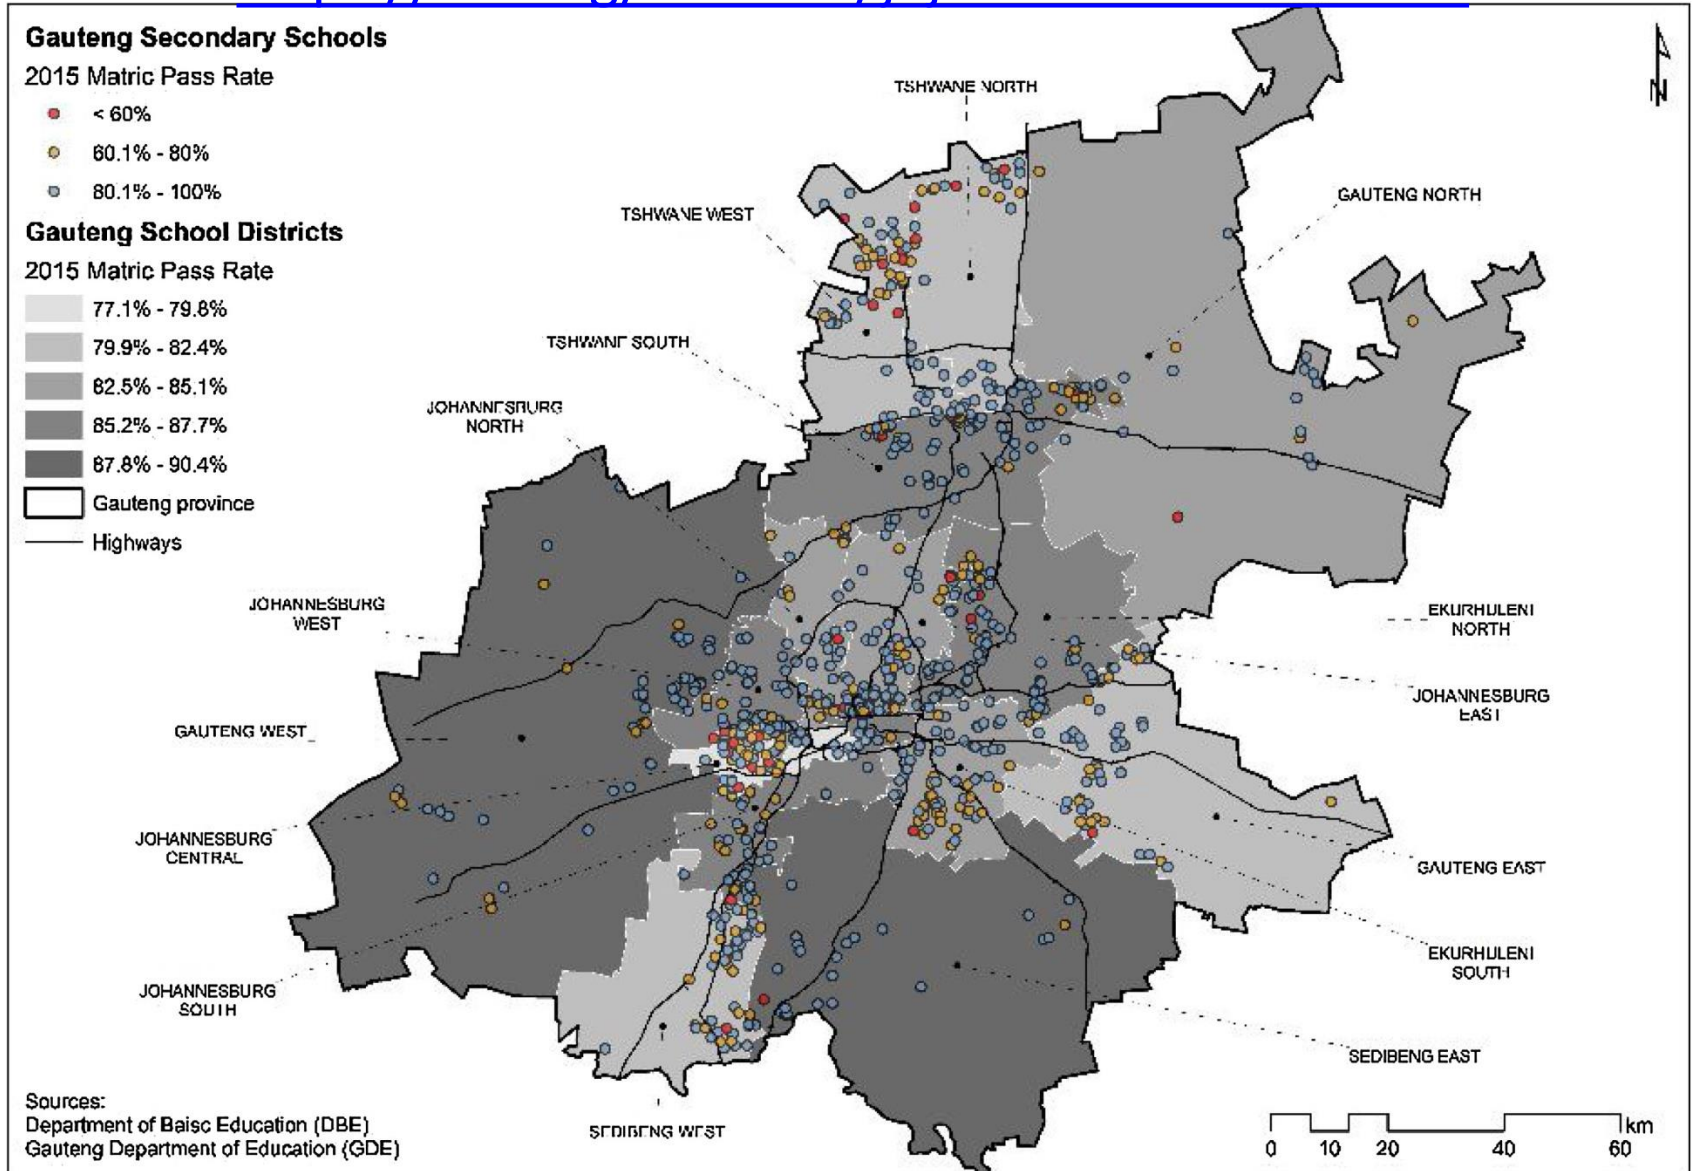 Gauteng Secondary Schools
2015 Matric Pass Rate
< 60%
60.1% - 80%
80.1% - 100%
Gauteng School Districts
2015 Matric Pass Rate
77.1% - 79.8%
79.9% - 82.4%
82.5% - 85.1%
85.2% - 87.7%
87.8% - 90.4%
Gauteng province
Highways
N
TSHWANE NORTH
GAUTENG NORTH
TSHWANE WEST
TSHWANE SOUTH
JOHANNESBURG
NORTH
JOHANNESBURG
WEST
EKURHULENI
NORTH
JOHANNESBURG
EAST
GAUTENG WEST
JOHANNESBURG
CENTRAL
GAUTENG EAST
EKURHULENI
SOUTH
JOHANNESBURG
SOUTH
SEDIBENG EAST
SEDIBENG WEST
Sources:
Department of Baisc Education (DBE)
Gauteng Department of Education (GDE)
km
0 10 20 40 60